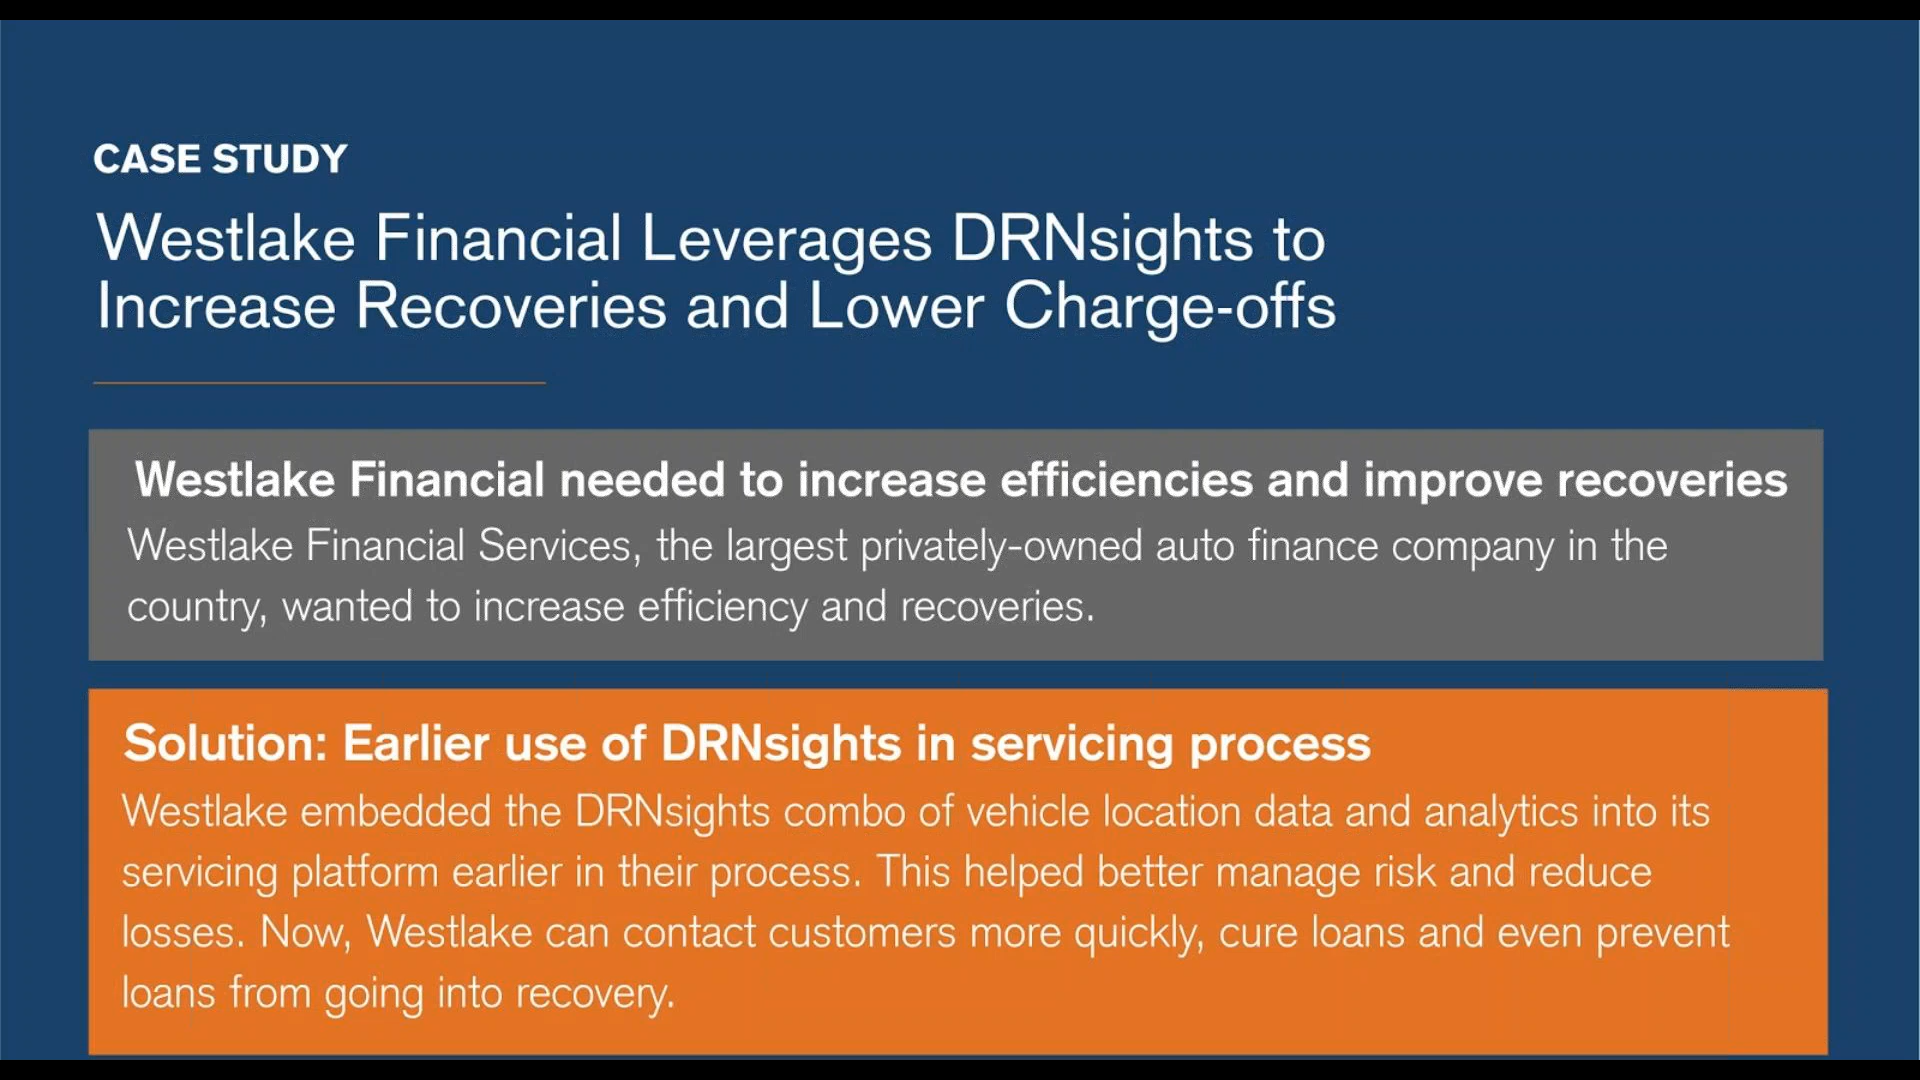 CASE STUDY
Westlake Financial Leverages DRNsights to
Increase Recoveries and Lower Charge-offs
Westlake Financial needed to increase efficiencies and improve recoveries
Westlake Financial Services, the largest privately-owned auto finance company in the
country, wanted to increase efficiency and recoveries.
Solution: Earlier use of DRNsights in servicing process
Westlake embedded the DRNsights combo of vehicle location data and analytics into its
servicing platform earlier in their process. This helped better manage risk and reduce
losses. Now, Westlake can contact customers more quickly, cure loans and even prevent
loans from going into recovery.